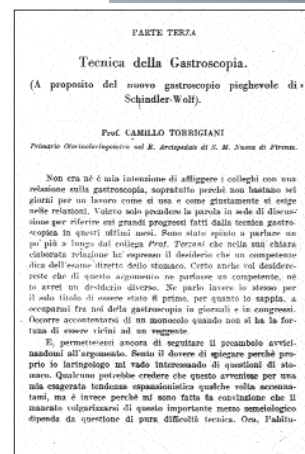 PARTE TERZA
Tecnica della Gastroscopia.
(A proposito del nuovo gastroscopio pieghevole di
Schindler-Wolf).
Prof. CAMILLO TORRIGIANI
Primario Otorinolaringoiatra nel R. Arcispedale di S. M. Nuova di Firenze.
Non era nè è mia intenzione di affliggere i colleghi con una
relazione sulla gastroscopia, sopratutto perchè non bastano sei
giorni per un lavoro come si usa e come giustamente si esige
nelle relazioni. Volevo solo prendere la parola in sede di discus-
sione per riferire sui grandi progressi fatti dalla tecnica gastro-
scopica in questi ultimi mesi. Sono stato spinto a parlare un
po' più a lungo dal collega Prof. Torzani che nella sua chiara
elaborata relazione ha espresso il desiderio che un competente
dica dell'esame diretto dello stomaco. Certo anche voi desidere-
reste che di questo argomento ne parlasse un competente, nè
io avrei un desiderio diverso. Ne parlo invece io stesso per
il solo titolo di essere stato il primo, per quanto io sappia, a
occuparmi fra noi della gastroscopia in giornali e in congressi.
Occorre accontentarsi di un monocolo quando non si ha la for-
tuna di essere vicini ad un veggente.
E, permettetemi ancora di seguitare il preambolo avvici-
nandomi all'argomento. Sento il dovere di spiegare perchè pro-
prio io laringologo mi vado interessando di questioni di sto-
maco. Qualcuno potrebbe credere che questo avvenisse per una
mia esagerata tendenza espansionistica qualche volta accenna-
tami, ma è invece perchè mi sono fatto la convinzione che il
mancato volgarizzarsi di questo importante mezzo semeiologico
dipenda da questione di pura difficoltà tecnica. Ora, l'abitu-